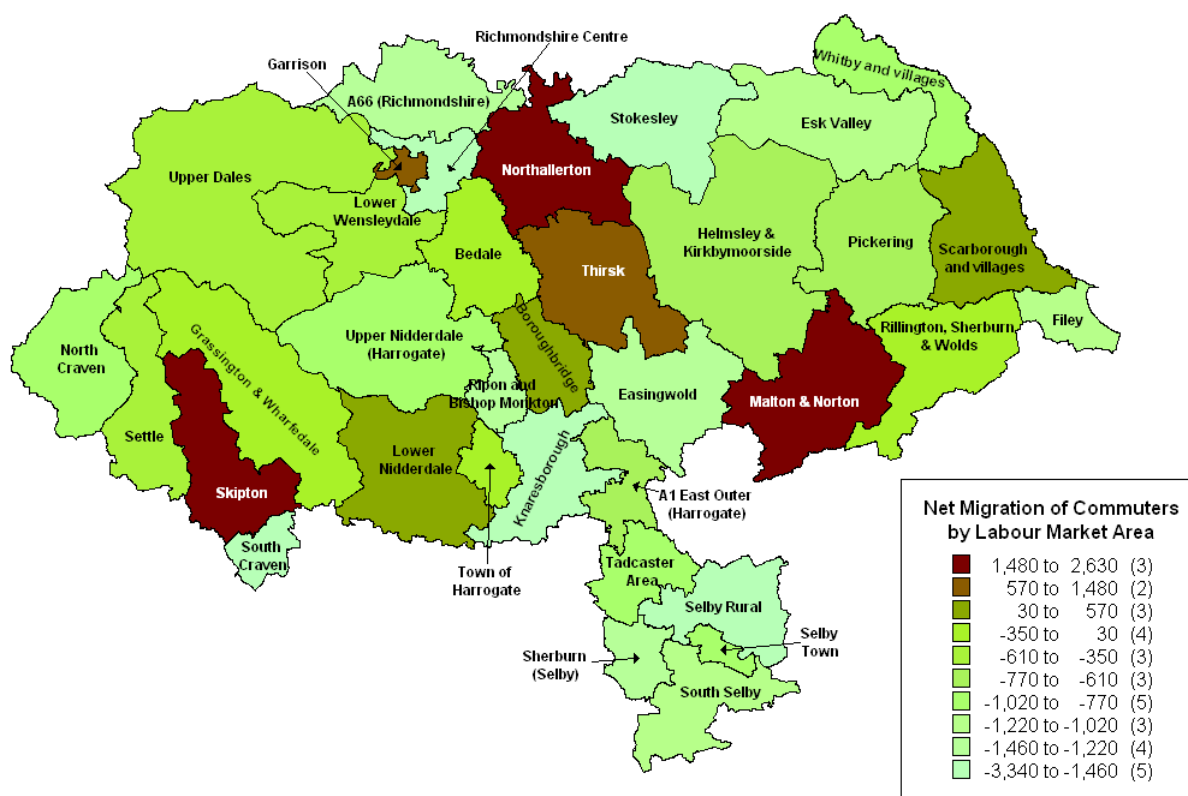 Richmondshire Centre
Garrison
Whitby and villages
A66 (Richmondshire)
Stokesley
Esk Valley
Upper Dales
Northallerton
Lower
Wensleydale
Helmsley &
Kirkbymoorside
Pickering
Scarborough
and villages
Bedale
Thirsk
Boroughbridge
Rillington, Sherburn
& Wolds
Filey
North
Craven
Grassington & Wharfedale
Upper Nidderdale
(Harrogate)
Ripon and
Bishop Monkton
Easingwold
Malton & Norton
Settle
Lower
Nidderdale
Knaresborough
Skipton
A1 East Outer
(Harrogate)
South
Craven
Town of
Harrogate
Tadcaster
Area
Selby Rural
Selby
Town
Sherburn
(Selby)
South Selby
Net Migration of Commuters
by Labour Market Area
1,480 to 2,630 (3)
570 to 1,480 (2)
30 to 570 (3)
-350 to 30 (4)
-610 to -350 (3)
-770 to -610 (3)
-1,020 to -770 (5)
-1,220 to -1,020 (3)
-1,460 to -1,220 (4)
-3,340 to -1,460 (5)